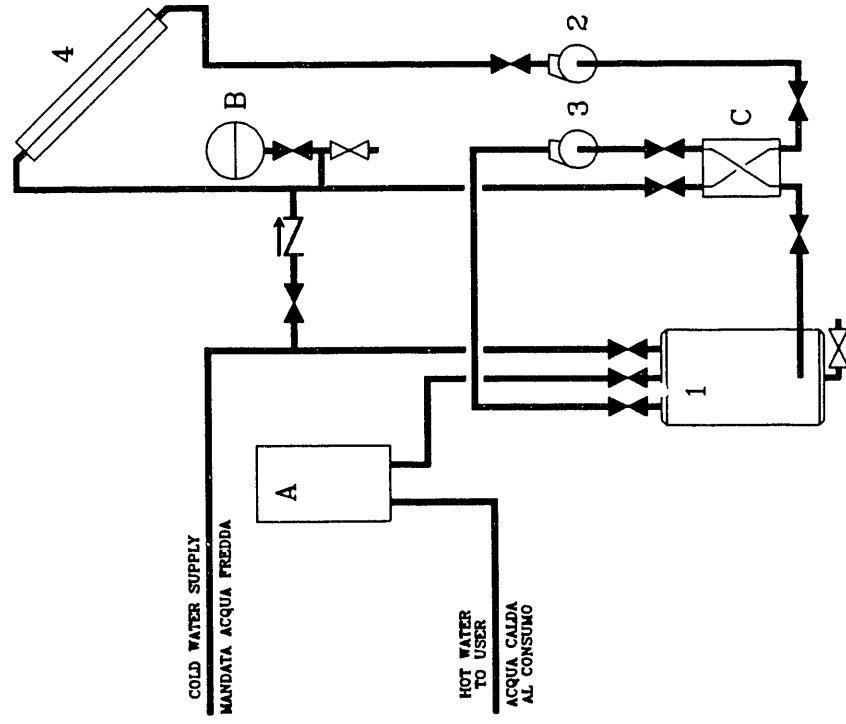 COLD WATER SUPPLY
MANDATA ACQUA FREDDA
HOT WATER
TO USER
ACQUA CALDA
AL CONSUMO
A
1
4
B
3
2
C